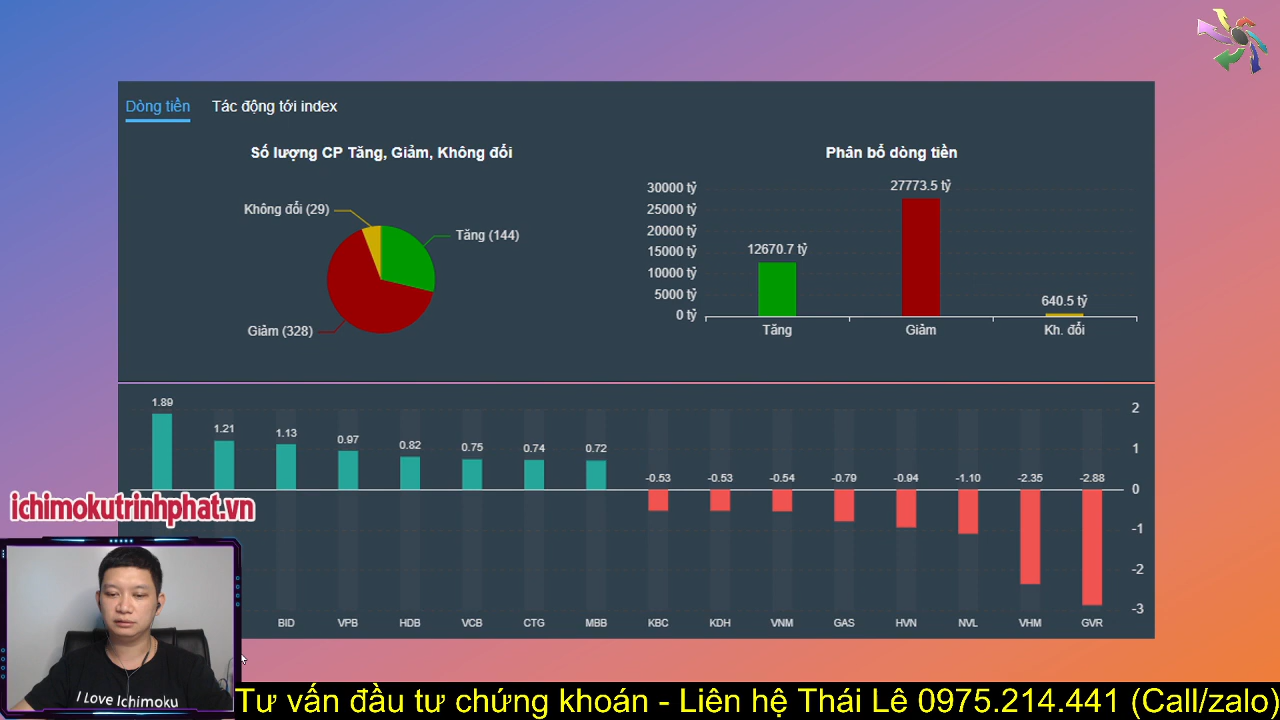 Dòng tiền
Tác động tới index
Số lượng CP Tăng, Giảm, Không đổi
Không đổi (29)
Tăng (144)
Giảm (328)
Phân bổ dòng tiền
30000 tỷ
25000 tỷ
20000 tỷ
15000 tỷ
10000 tỷ
5000 tỷ
0 tỷ
12670.7 tỷ
27773.5 tỷ
640.5 tỷ
Tăng
Giảm
Kh. đổi
1.89
1.21
1.13
0.97
0.82
0.75
0.74
0.72
-0.53
-0.53
-0.54
-0.79
-0.94
-1.10
-2.35
-2.88
2
1
0
-1
-2
-3
BID
VPB
HDB
VCB
CTG
MBB
KBC
KDH
VNM
GAS
HVN
NVL
VHM
GVR
ichimokutrinhphat.vn
I Love Ichimoku
Tư vấn đầu tư chứng khoán - Liên hệ Thái Lê 0975.214.441 (Call/zalo)